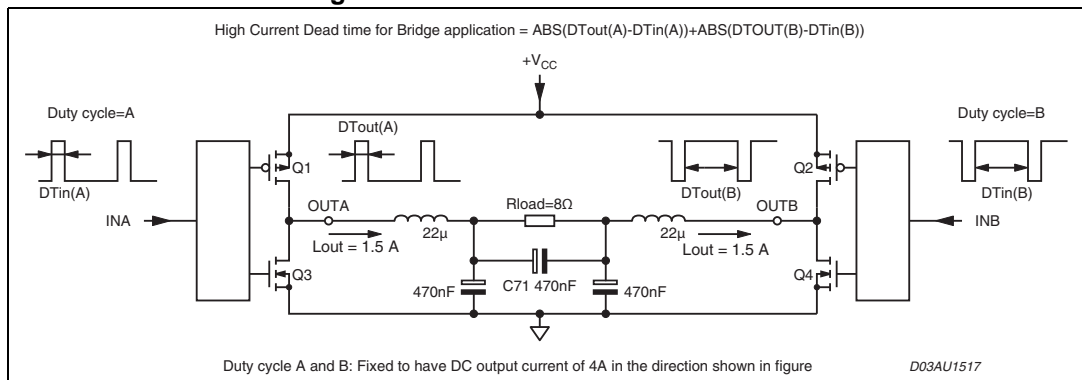 High Current Dead time for Bridge application = ABS(DTout(A)-DTin(A))+ABS(DTOUT(B)-DTin(B))
+VCC
Duty cycle=A
Duty cycle=B
DTout(A)
Q1
Q2
DTin(A)
DTout(B)
DTin(B)
OUTA
Rload=8Ω
OUTB
INA
INB
22μ
22μ
Lout = 1.5 A
Lout = 1.5 A
Q3
Q4
470nF
C71 470nF
470nF
Duty cycle A and B: Fixed to have DC output current of 4A in the direction shown in figure
D03AU1517